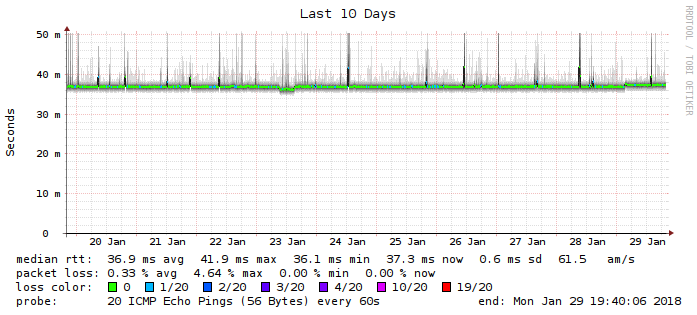 Last 10 Days
RRDTOOL / TOBI OETIKER
Seconds
50 m
40 m
30 m
20 m
10 m
0
20 Jan 21 Jan 22 Jan 23 Jan 24 Jan 25 Jan 26 Jan 27 Jan 28 Jan 29 Jan
median rtt: 36.9 ms avg 41.9 ms max 36.1 ms min 37.3 ms now 0.6 ms sd 61.5 am/s
packet loss: 0.33 % avg 4.64 % max 0.00 % min 0.00 % now
loss color: 0 1/20 2/20 3/20 4/20 10/20 19/20
probe: 20 ICMP Echo Pings (56 Bytes) every 60s end: Mon Jan 29 19:40:06 2018